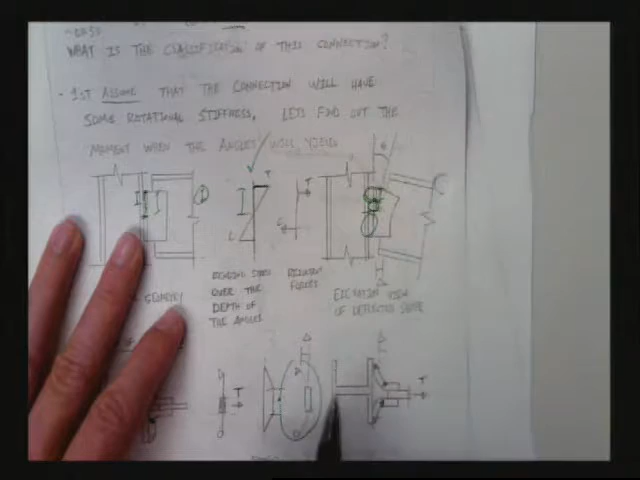 WHAT IS THE CLASSIFICATION OF THIS CONNECTION?
- 1ST ASSUME THAT THE CONNECTION WILL HAVE
SOME ROTATIONAL STIFFNESS. LETS FIND OUT THE
MOMENT WHEN THE ANGLES WILL YIELD
θ
T
T
C
C
GEOMETRY
BENDING STRESS
OVER THE
DEPTH OF
THE ANGLES
RESULTANT
FORCES
ELEVATION VIEW
OF DEFLECTED SHAPE
Δ
Δ
Δ
T
T